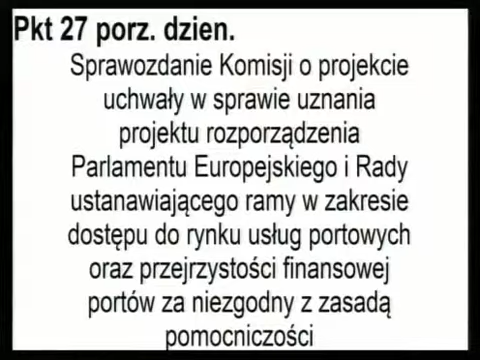 Pkt 27 porz. dzien.
Sprawozdanie Komisji o projekcie
uchwały w sprawie uznania
projektu rozporządzenia
Parlamentu Europejskiego i Rady
ustanawiającego ramy w zakresie
dostępu do rynku usług portowych
oraz przejrzystości finansowej
portów za niezgodny z zasadą
pomocniczości